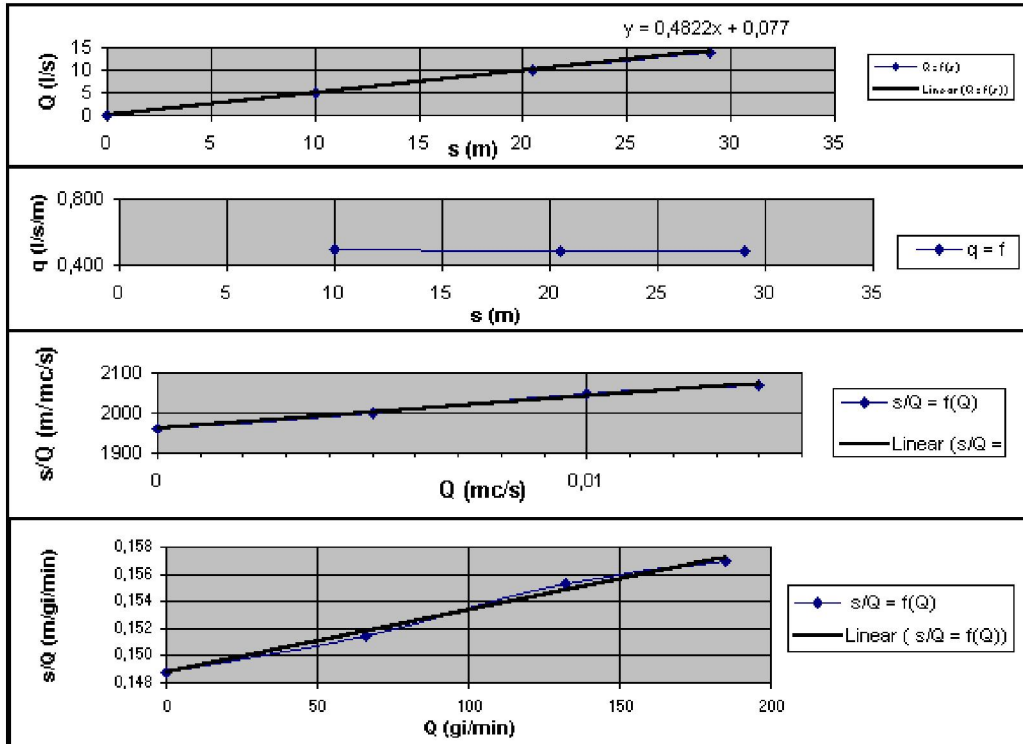 y = 0,4822x + 0,077
Q (l/s)
15
10
5
0
0 5 10 15 20 25 30 35
s (m)
Q=f(s)
Linear (Q=f(s))
q (l/s/m)
0,800
0,400
0 5 10 15 20 25 30 35
s (m)
q = f
s/Q (m/mc/s)
2100
2000
1900
0 0,01
Q (mc/s)
s/Q = f(Q)
Linear (s/Q =
s/Q (m/gi/min)
0,158
0,156
0,154
0,152
0,150
0,148
0 50 100 150 200
Q (gi/min)
s/Q = f(Q)
Linear ( s/Q = f(Q))